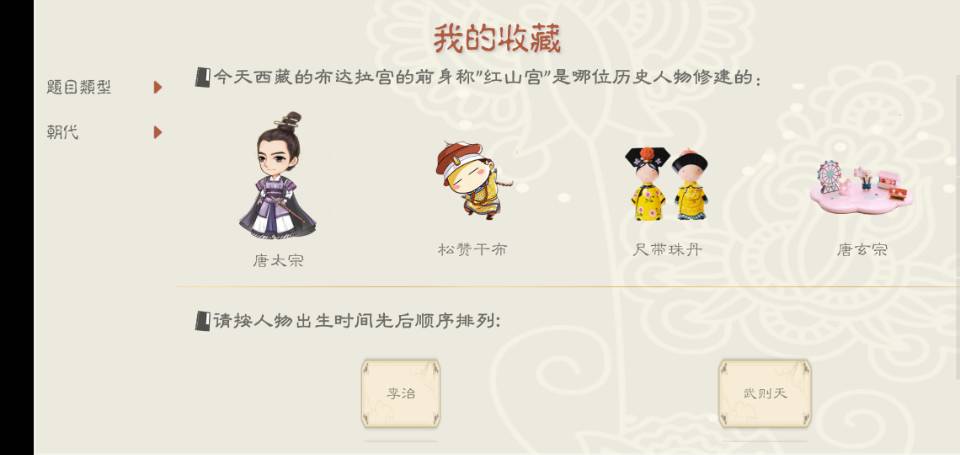 我的收藏
题目類型
朝代
今天西藏的布达拉宫的前身称"红山宫"是哪位历史人物修建的:
唐太宗
松赞干布
尺带珠丹
唐玄宗
请按人物出生时间先后顺序排列:
李治
武则天